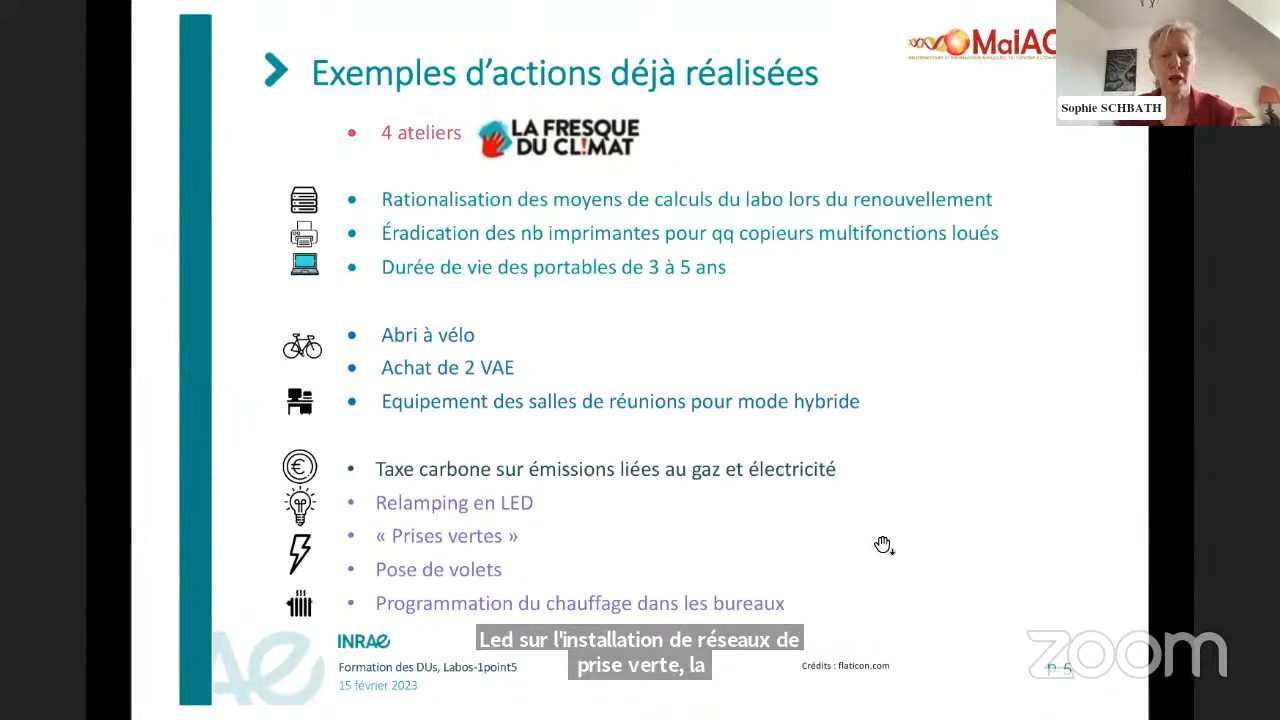 MaiAG
Sophie SCHBATH
Exemples d'actions déjà réalisées
4 ateliers
LA FRESQUE
DU CL!MAT
Rationalisation des moyens de calculs du labo lors du renouvellement
Éradication des nb imprimantes pour qq copieurs multifonctions loués
Durée de vie des portables de 3 à 5 ans
Abri à vélo
Achat de 2 VAE
Equipement des salles de réunions pour mode hybride
Taxe carbone sur émissions liées au gaz et électricité
Relamping en LED
« Prises vertes »
Pose de volets
Programmation du chauffage dans les bureaux
Led sur l'installation de réseaux de
prise verte, la
INRAE
Formation des DUs, Labos-1point5
15 février 2023
Crédits : flaticon.com
p. 5
zoom